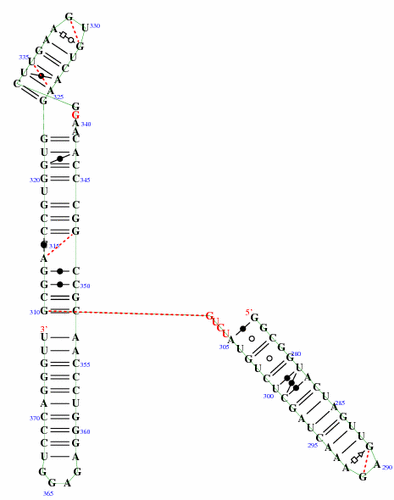 G U
A 330
G
A U
335 C
U A
U A
C 325
G G
G
A 340
A
G C
U A
G C
320 G C 345
U
G C
C G
C G
315
A
G C
G C 350
C G
310 G C G 5'
U G G
3' C C
U U G
U A 305 A G 280
U A U U
G C 355 G A
G C U C
G C 300 C U 285
A U U A
370 C G C G
C G 360 G U
C G A U
U A U G
G G A C A 290
365 295 A
A
A
G